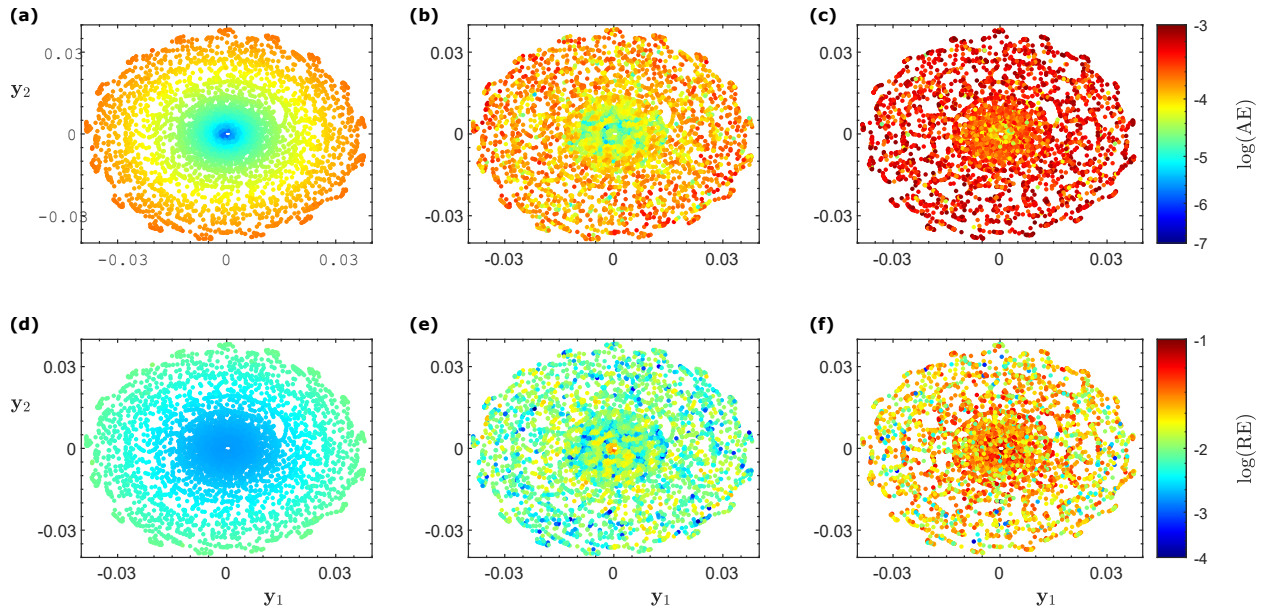 (a) (b) (c)
0.03 0.03 0.03 -3
y₂ -4
0 0 0 -5 log(AE)
-0.03 -0.03 -0.03 -6
-7
-0.03 0 0.03 -0.03 0 0.03 -0.03 0 0.03
(d) (e) (f)
0.03 0.03 0.03 -1
y₂
0 0 0 -2 log(RE)
-3
-0.03 -0.03 -0.03
-4
-0.03 0 0.03 -0.03 0 0.03 -0.03 0 0.03
y₁ y₁ y₁